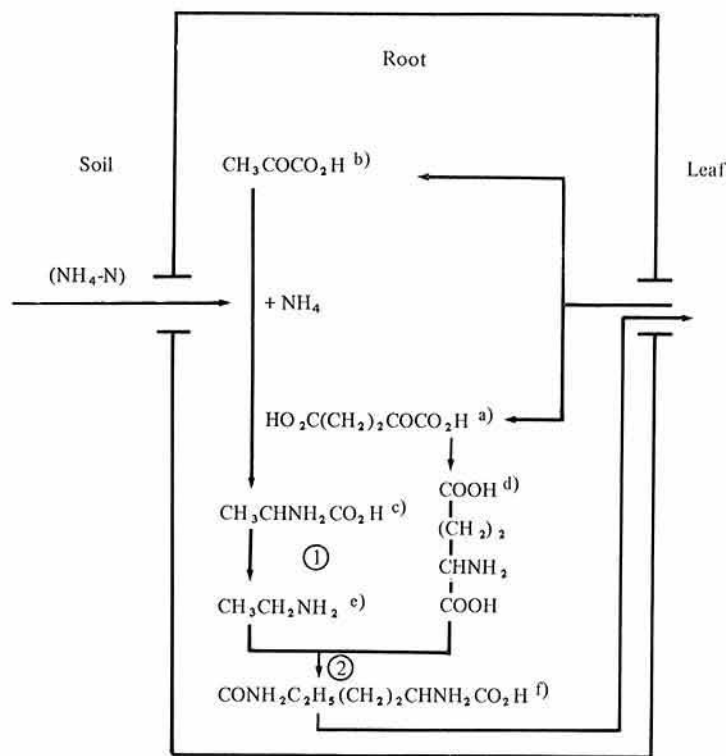 Root
Soil
Leaf
CH₃COCO₂H b)
(NH₄-N)
+ NH₄
HO₂C(CH₂)₂COCO₂H a)
COOH d)
(CH₂)₂
CHNH₂
COOH
CH₃CHNH₂CO₂H c)
①
CH₃CH₂NH₂ e)
②
CONH₂C₂H₅(CH₂)₂CHNH₂CO₂H f)